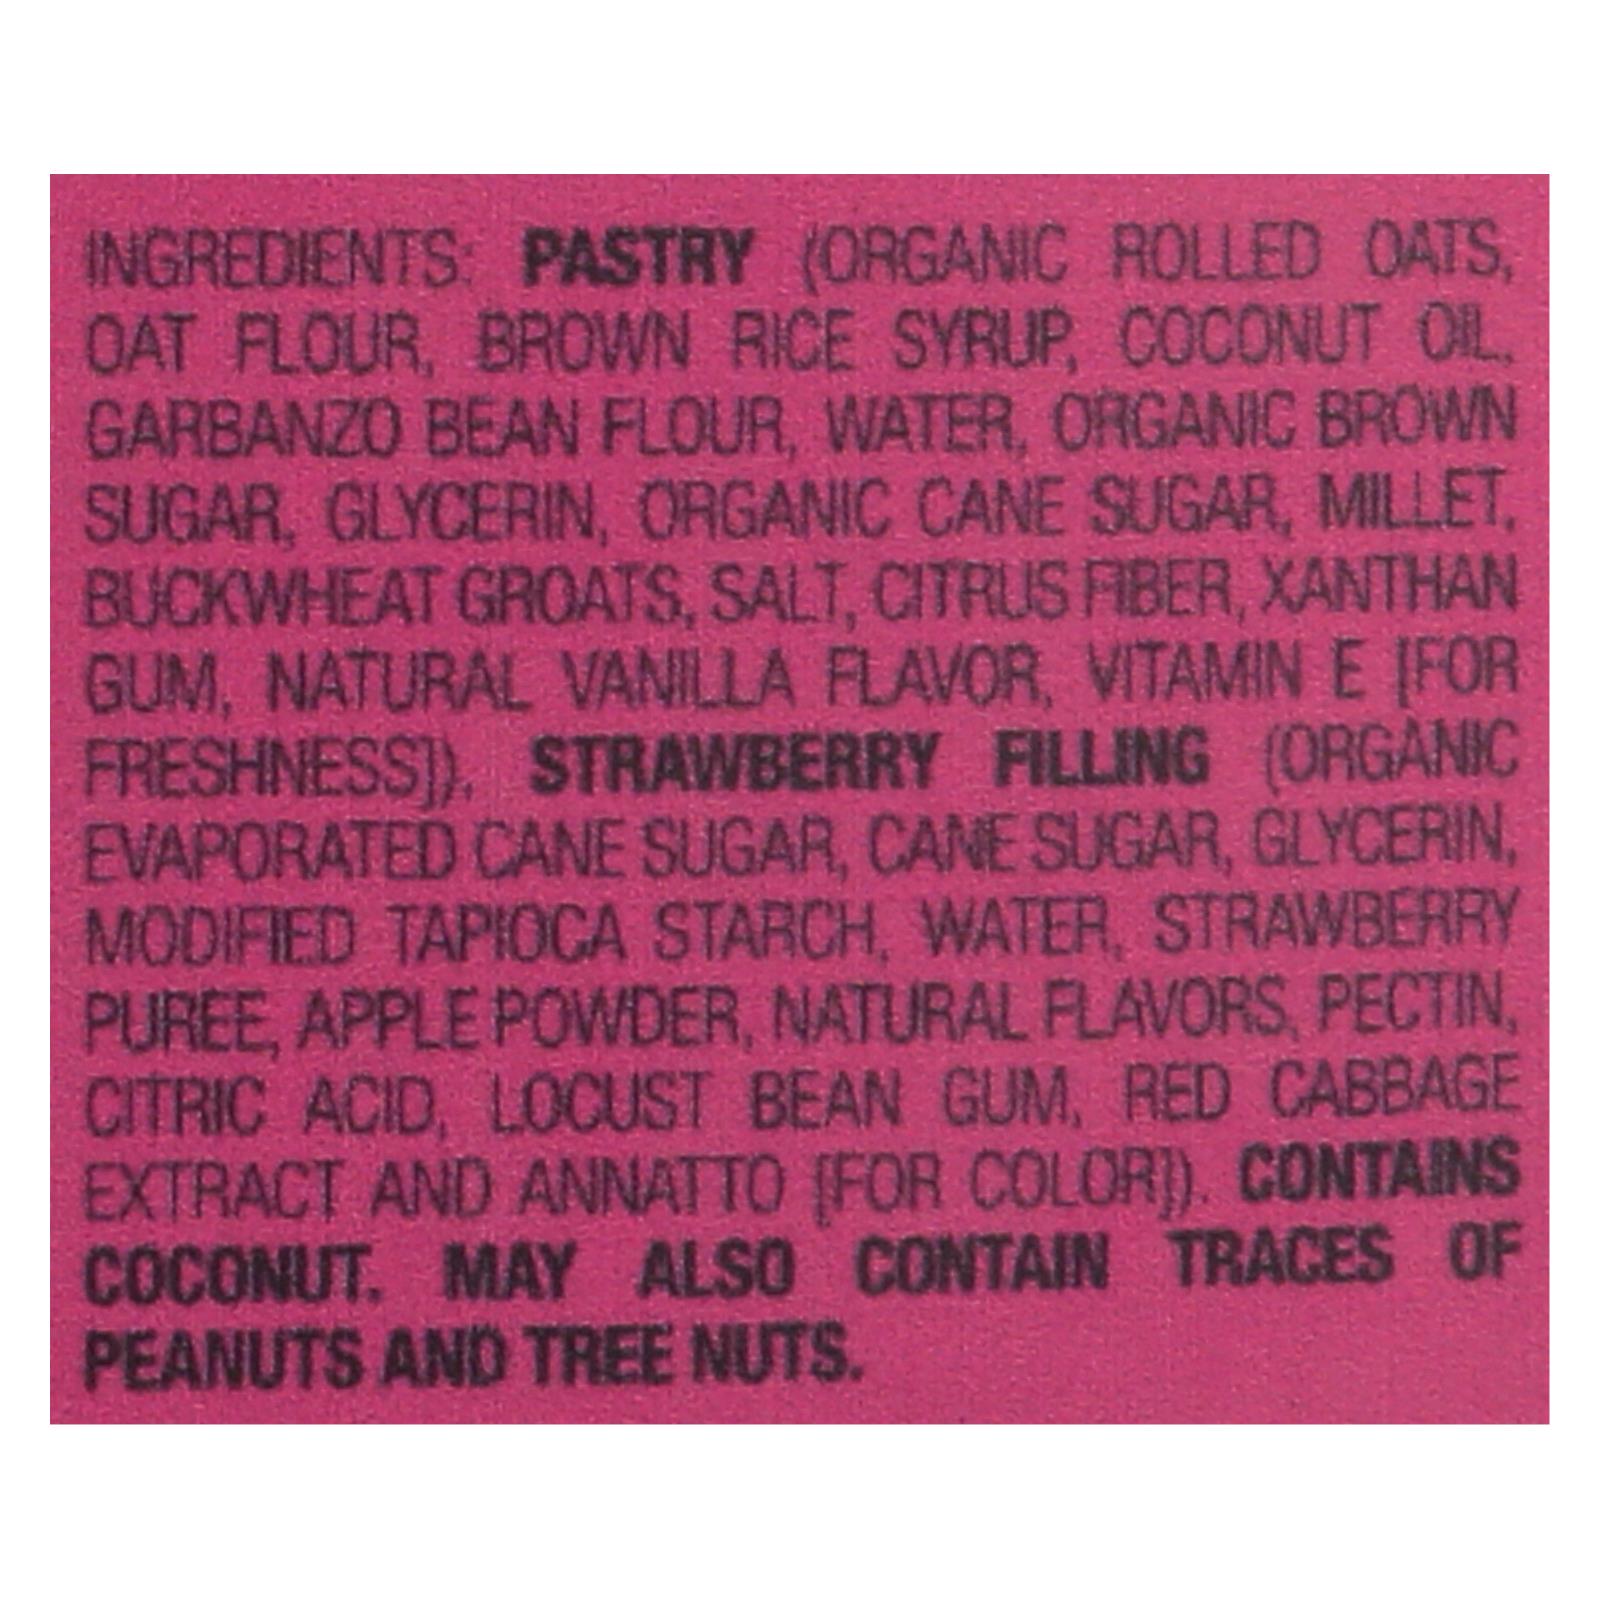 INGREDIENTS: PASTRY (ORGANIC ROLLED OATS,
OAT FLOUR, BROWN RICE SYRUP, COCONUT OIL,
GARBANZO BEAN FLOUR, WATER, ORGANIC BROWN
SUGAR, GLYCERIN, ORGANIC CANE SUGAR, MILLET,
BUCKWHEAT GROATS, SALT, CITRUS FIBER, XANTHAN
GUM, NATURAL VANILLA FLAVOR, VITAMIN E [FOR
FRESHNESS]), STRAWBERRY FILLING (ORGANIC
EVAPORATED CANE SUGAR, CANE SUGAR, GLYCERIN,
MODIFIED TAPIOCA STARCH, WATER, STRAWBERRY
PUREE, APPLE POWDER, NATURAL FLAVORS, PECTIN,
CITRIC ACID, LOCUST BEAN GUM, RED CABBAGE
EXTRACT AND ANNATTO [FOR COLOR]). CONTAINS
COCONUT. MAY ALSO CONTAIN TRACES OF
PEANUTS AND TREE NUTS.